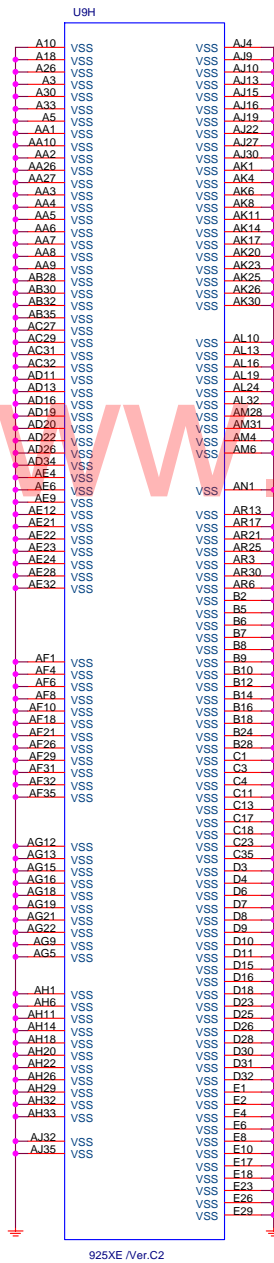 U9H
A10 VSS VSS AJ4
A18 VSS VSS AJ9
A26 VSS VSS AJ10
A3 VSS VSS AJ13
A30 VSS VSS AJ15
A33 VSS VSS AJ16
A5 VSS VSS AJ19
AA1 VSS VSS AJ22
AA10 VSS VSS AJ27
AA2 VSS VSS AJ30
AA26 VSS VSS AK1
AA27 VSS VSS AK4
AA3 VSS VSS AK6
AA4 VSS VSS AK8
AA5 VSS VSS AK11
AA6 VSS VSS AK14
AA7 VSS VSS AK17
AA8 VSS VSS AK20
AA9 VSS VSS AK23
AB28 VSS VSS AK25
AB30 VSS VSS AK26
AB32 VSS VSS AK30
AB35 VSS
AC27 VSS
AC29 VSS VSS AL10
AC31 VSS VSS AL13
AC32 VSS VSS AL16
AD11 VSS VSS AL19
AD13 VSS VSS AL24
AD16 VSS VSS AL32
AD19 VSS VSS AM28
AD20 VSS VSS AM31
AD22 VSS VSS AM4
AD26 VSS VSS AM6
AD34 VSS
AE4 VSS
AE6 VSS VSS AN1
AE9 VSS
AE12 VSS VSS AR13
AE21 VSS VSS AR17
AE22 VSS VSS AR21
AE23 VSS VSS AR25
AE24 VSS VSS AR3
AE28 VSS VSS AR30
AE32 VSS VSS AR6
VSS B2
VSS B5
VSS B6
VSS B7
VSS B8
AF1 VSS VSS B9
AF4 VSS VSS B10
AF6 VSS VSS B12
AF8 VSS VSS B14
AF10 VSS VSS B16
AF18 VSS VSS B18
AF21 VSS VSS B24
AF26 VSS VSS B28
AF29 VSS VSS C1
AF31 VSS VSS C3
AF32 VSS VSS C4
AF35 VSS VSS C11
VSS C13
VSS C17
VSS C18
AG12 VSS VSS C23
AG13 VSS VSS C35
AG15 VSS VSS D3
AG16 VSS VSS D4
AG18 VSS VSS D6
AG19 VSS VSS D7
AG21 VSS VSS D8
AG22 VSS VSS D9
AG9 VSS VSS D10
AG5 VSS VSS D11
VSS D15
VSS D16
AH1 VSS VSS D18
AH6 VSS VSS D23
AH11 VSS VSS D25
AH14 VSS VSS D26
AH18 VSS VSS D28
AH20 VSS VSS D30
AH22 VSS VSS D31
AH26 VSS VSS D32
AH29 VSS VSS E1
AH32 VSS VSS E2
AH33 VSS VSS E4
VSS E6
AJ32 VSS VSS E8
AJ35 VSS VSS E10
VSS E17
VSS E18
VSS E23
VSS E26
VSS E29
925XE /Ver.C2